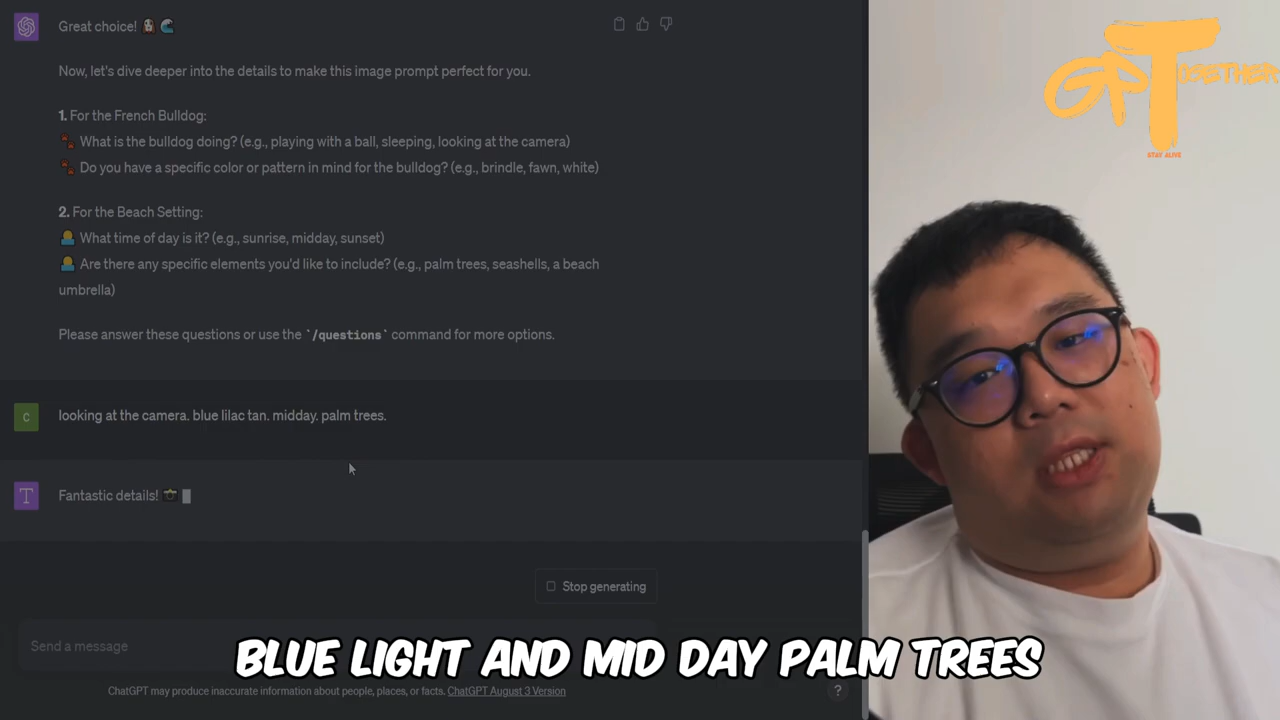 Great choice!
Now, let's dive deeper into the details to make this image prompt perfect for you.
1. For the French Bulldog:
What is the bulldog doing? (e.g., playing with a ball, sleeping, looking at the camera)
Do you have a specific color or pattern in mind for the bulldog? (e.g., brindle, fawn, white)
2. For the Beach Setting:
What time of day is it? (e.g., sunrise, midday, sunset)
Are there any specific elements you'd like to include? (e.g., palm trees, seashells, a beach
umbrella)
Please answer these questions or use the `/questions` command for more options.
C
looking at the camera. blue lilac tan. midday. palm trees.
T
Fantastic details!
Stop generating
Send a message
BLUE LIGHT AND MID DAY PALM TREES
ChatGPT may produce inaccurate information about people, places, or facts. ChatGPT August 3 Version
?
GPTOGETHER
STAY ALIVE